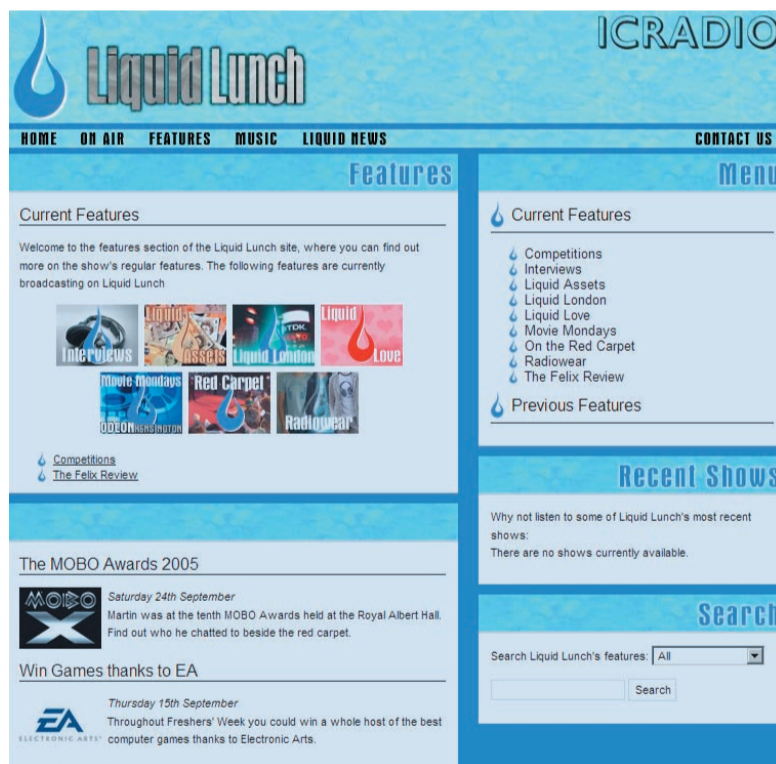 ICRADIO
Liquid Lunch
HOME ON AIR FEATURES MUSIC LIQUID NEWS CONTACT US
Features
Current Features
Welcome to the features section of the Liquid Lunch site, where you can find out
more on the show's regular features. The following features are currently
broadcasting on Liquid Lunch
Interviews
Liquid Assets
Liquid London
TDK
Liquid Love
Movie Mondays
ODEON KENSINGTON
Red Carpet
Radiowear
Competitions
The Felix Review
The MOBO Awards 2005
MOBO
X
Saturday 24th September
Martin was at the tenth MOBO Awards held at the Royal Albert Hall.
Find out who he chatted to beside the red carpet.
Win Games thanks to EA
EA
ELECTRONIC ARTS
Thursday 15th September
Throughout Freshers' Week you could win a whole host of the best
computer games thanks to Electronic Arts.
Menu
Current Features
Competitions
Interviews
Liquid Assets
Liquid London
Liquid Love
Movie Mondays
On the Red Carpet
Radiowear
The Felix Review
Previous Features
Recent Shows
Why not listen to some of Liquid Lunch's most recent
shows:
There are no shows currently available.
Search
Search Liquid Lunch's features: All
Search